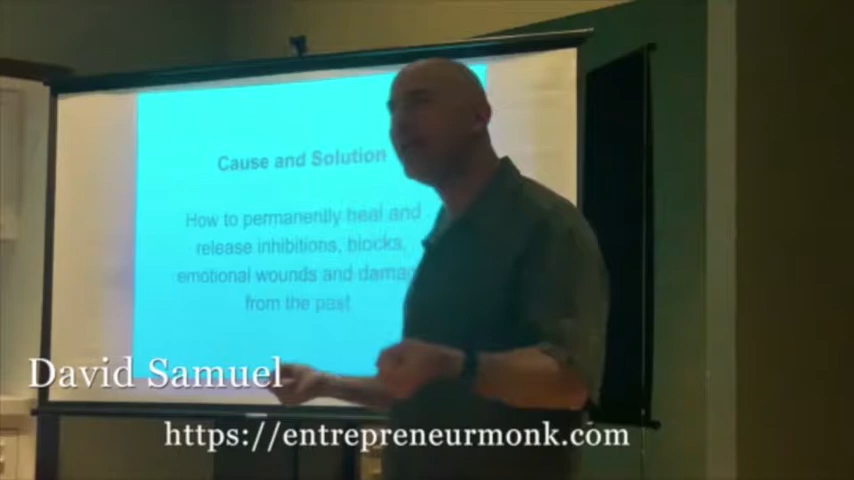 Cause and Solution
How to permanently heal and
release inhibitions, blocks,
emotional wounds and
from the past
David Samuel
https://entrepreneurmonk.com